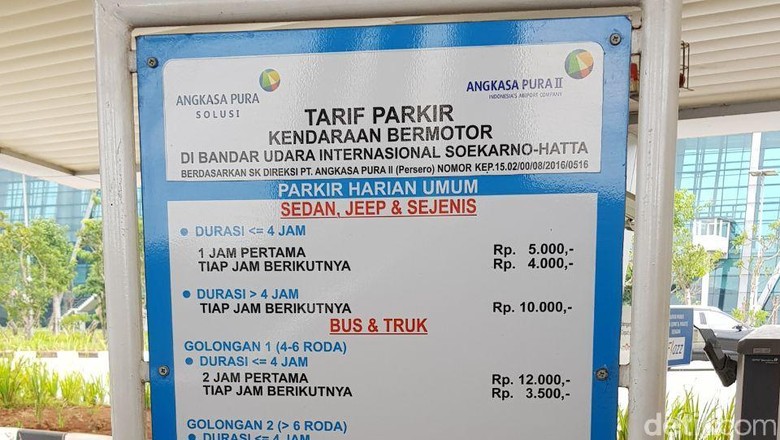 ANGKASA PURA
SOLUSI
ANGKASA PURA II
INDONESIA'S AIRPORT COMPANY
TARIF PARKIR
KENDARAAN BERMOTOR
DI BANDAR UDARA INTERNASIONAL SOEKARNO-HATTA
BERDASARKAN SK DIREKSI PT. ANGKASA PURA II (Persero) NOMOR KEP.15.02/00/08/2016/0516
PARKIR HARIAN UMUM
SEDAN, JEEP & SEJENIS
DURASI <= 4 JAM
1 JAM PERTAMA Rp. 5.000,-
TIAP JAM BERIKUTNYA Rp. 4.000,-
DURASI > 4 JAM
TIAP JAM BERIKUTNYA Rp. 10.000,-
BUS & TRUK
GOLONGAN 1 (4-6 RODA)
DURASI <= 4 JAM
2 JAM PERTAMA Rp. 12.000,-
TIAP JAM BERIKUTNYA Rp. 3.500,-
GOLONGAN 2 (> 6 RODA)
DURASI <= 4 JAM
detikcom